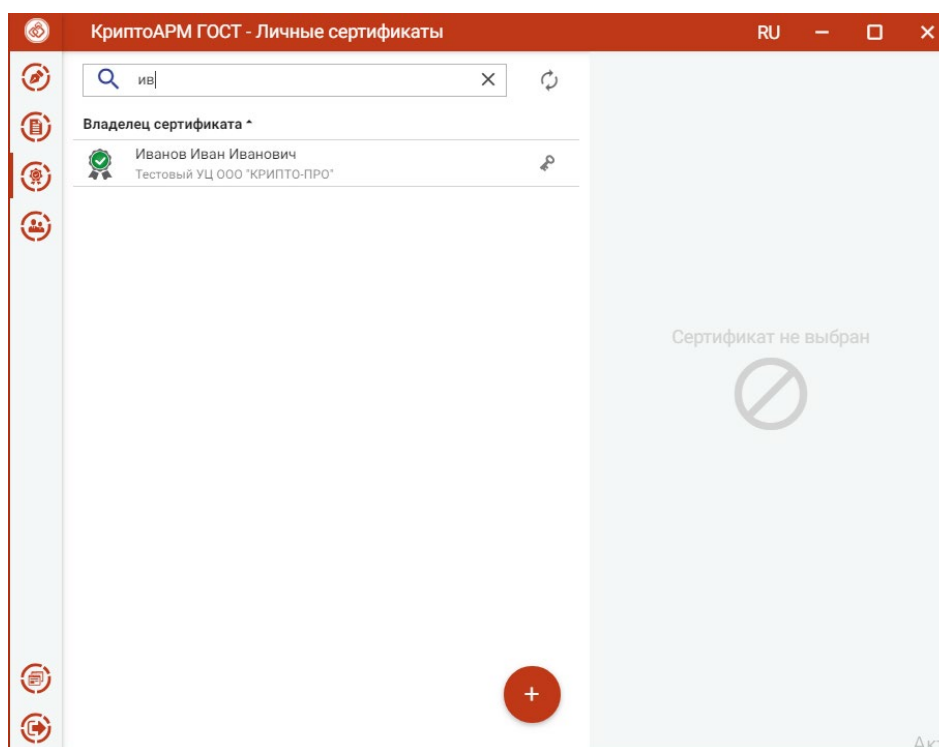 КриптоАРМ ГОСТ - Личные сертификаты RU
ив
Владелец сертификата
Иванов Иван Иванович
Тестовый УЦ ООО "КРИПТО-ПРО"
Сертификат не выбран